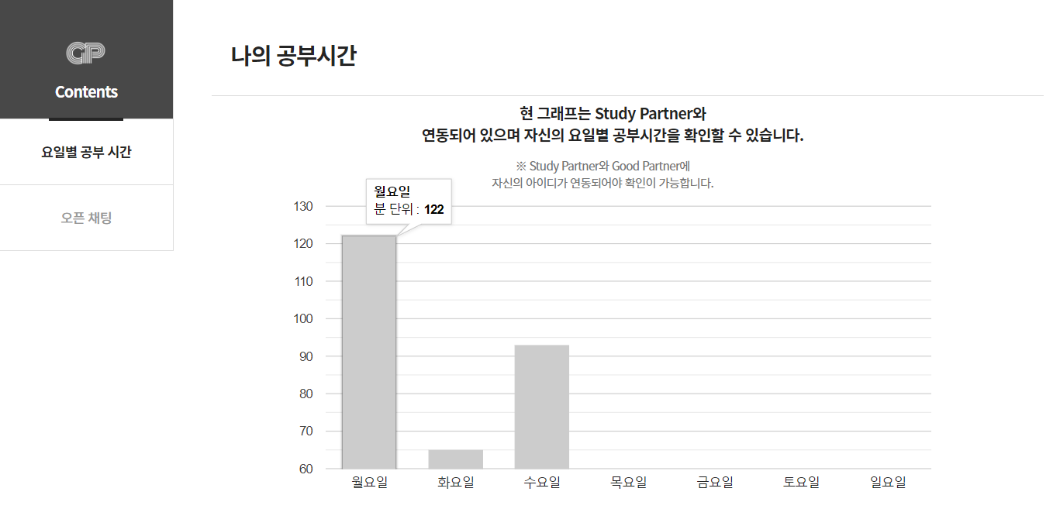 GP
Contents
요일별 공부 시간
오픈 채팅
나의 공부시간
현 그래프는 Study Partner와
연동되어 있으며 자신의 요일별 공부시간을 확인할 수 있습니다.
※ Study Partner와 Good Partner에
자신의 아이디가 연동되어야 확인이 가능합니다.
월요일
분 단위 : 122
130
120
110
100
90
80
70
60
월요일 화요일 수요일 목요일 금요일 토요일 일요일